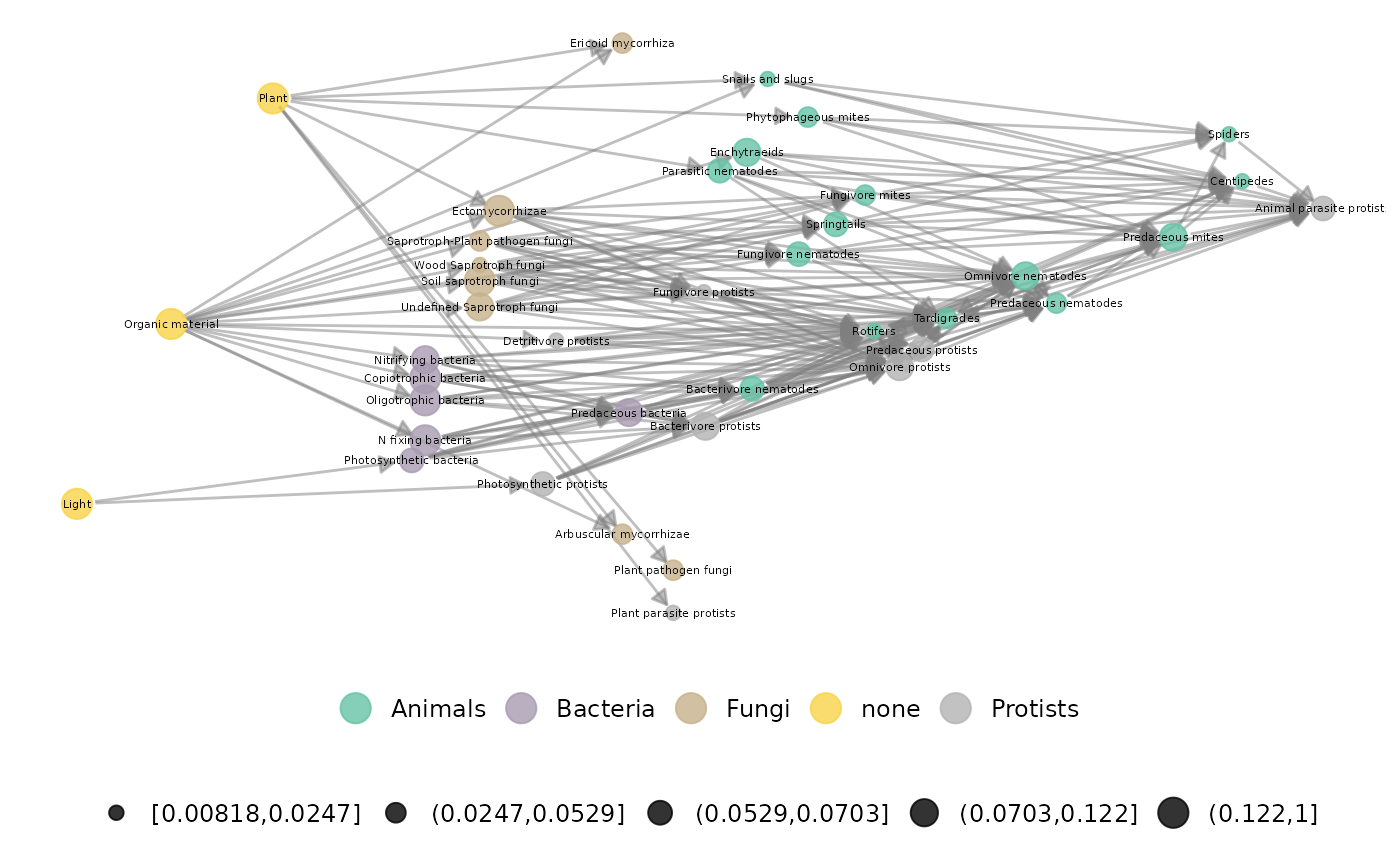 Ericoid mycorrhiza
Snails and slugs
Plant
Phytophageous mites
Spiders
Enchytraeids
Parasitic nematodes
Centipedes
Fungivore mites
Animal parasite protist
Ectomycorrhizae
Springtails
Predaceous mites
Saprotroph-Plant pathogen fungi
Fungivore nematodes
Wood Saprotroph fungi
Omnivore nematodes
Soil saprotroph fungi
Fungivore protists
Predaceous nematodes
Undefined Saprotroph fungi
Tardigrades
Organic material
Rotifers
Detritivore protists
Predaceous protists
Nitrifying bacteria
Omnivore protists
Copiotrophic bacteria
Bacterivore nematodes
Oligotrophic bacteria
Predaceous bacteria
Bacterivore protists
N fixing bacteria
Photosynthetic bacteria
Photosynthetic protists
Light
Arbuscular mycorrhizae
Plant pathogen fungi
Plant parasite protists
Animals Bacteria Fungi none Protists
[0.00818,0.0247] (0.0247,0.0529] (0.0529,0.0703] (0.0703,0.122] (0.122,1]